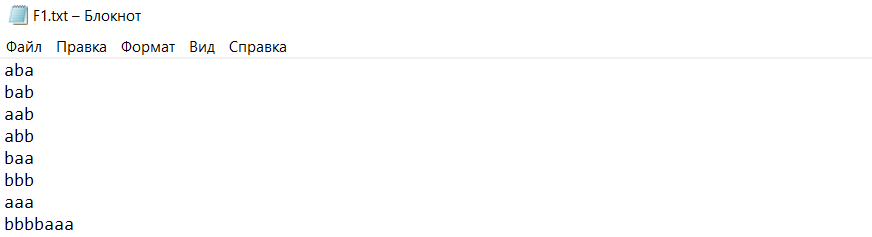 F1.txt – Блокнот
Файл Правка Формат Вид Справка
aba
bab
aab
abb
baa
bbb
aaa
bbbbaaa